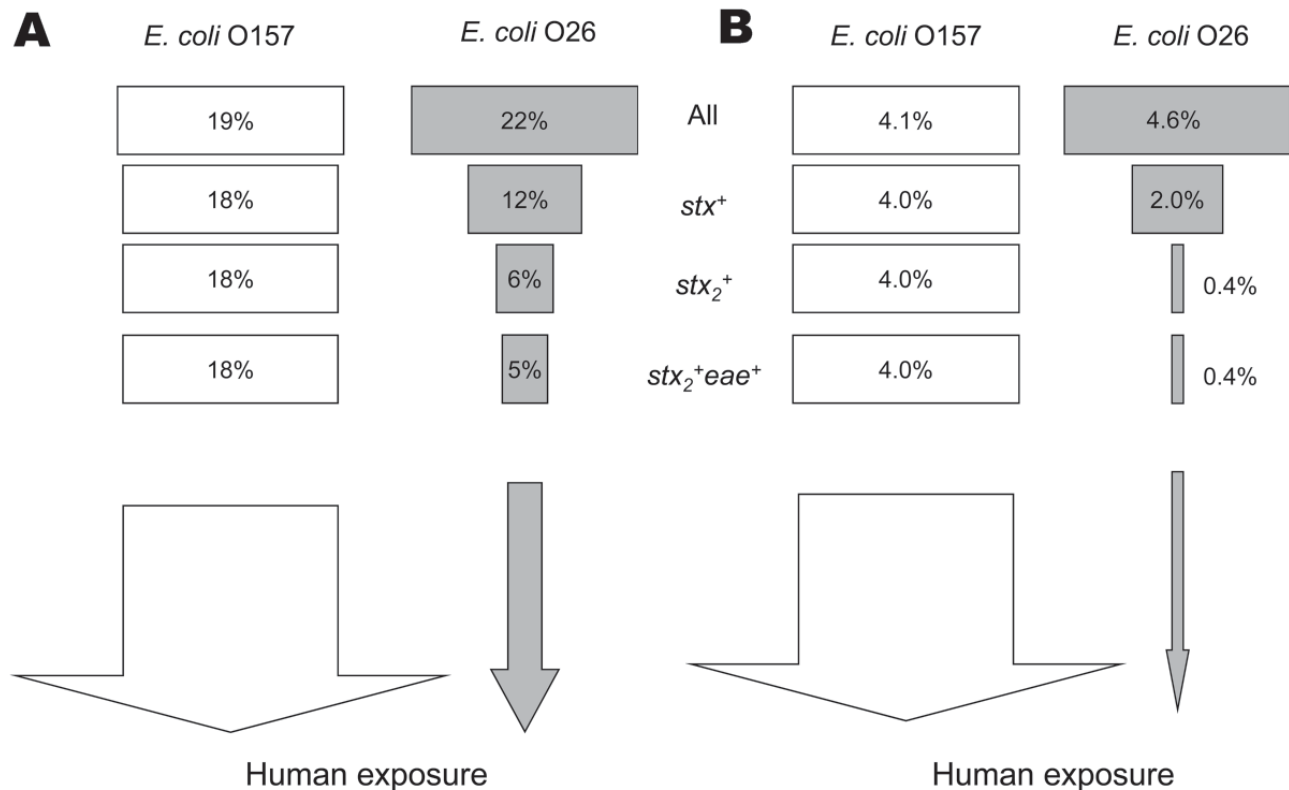 A E. coli O157 E. coli O26 B E. coli O157 E. coli O26
19% 22% All 4.1% 4.6%
18% 12% stx+ 4.0% 2.0%
18% 6% stx2+ 4.0% 0.4%
18% 5% stx2+eae+ 4.0% 0.4%
Human exposure Human exposure